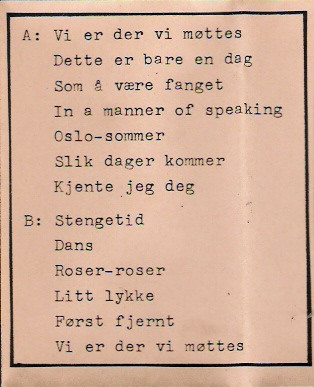 A: Vi er der vi møttes
Dette er bare en dag
Som å være fanget
In a manner of speaking
Oslo-sommer
Slik dager kommer
Kjente jeg deg
B: Stengetid
Dans
Roser-roser
Litt lykke
Først fjernt
Vi er der vi møttes